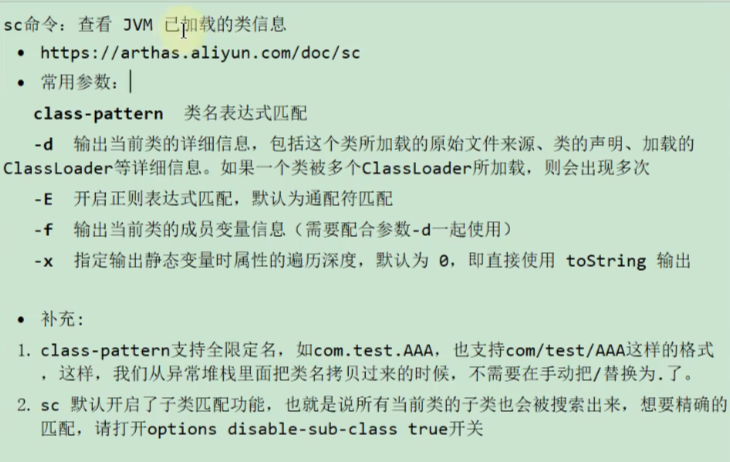 sc命令：查看 JVM 已加载的类信息
• https://arthas.aliyun.com/doc/sc
• 常用参数：
class-pattern 类名表达式匹配
-d 输出当前类的详细信息，包括这个类所加载的原始文件来源、类的声明、加载的
ClassLoader等详细信息。如果一个类被多个ClassLoader所加载，则会出现多次
-E 开启正则表达式匹配，默认为通配符匹配
-f 输出当前类的成员变量信息（需要配合参数-d一起使用）
-x 指定输出静态变量时属性的遍历深度，默认为 0，即直接使用 toString 输出
• 补充：
1. class-pattern支持全限定名，如com.test.AAA，也支持com/test/AAA这样的格式
，这样，我们从异常堆栈里面把类名拷贝过来的时候，不需要在手动把/替换为.了。
2. sc 默认开启了子类匹配功能，也就是说所有当前类的子类也会被搜索出来，想要精确的
匹配，请打开options disable-sub-class true开关